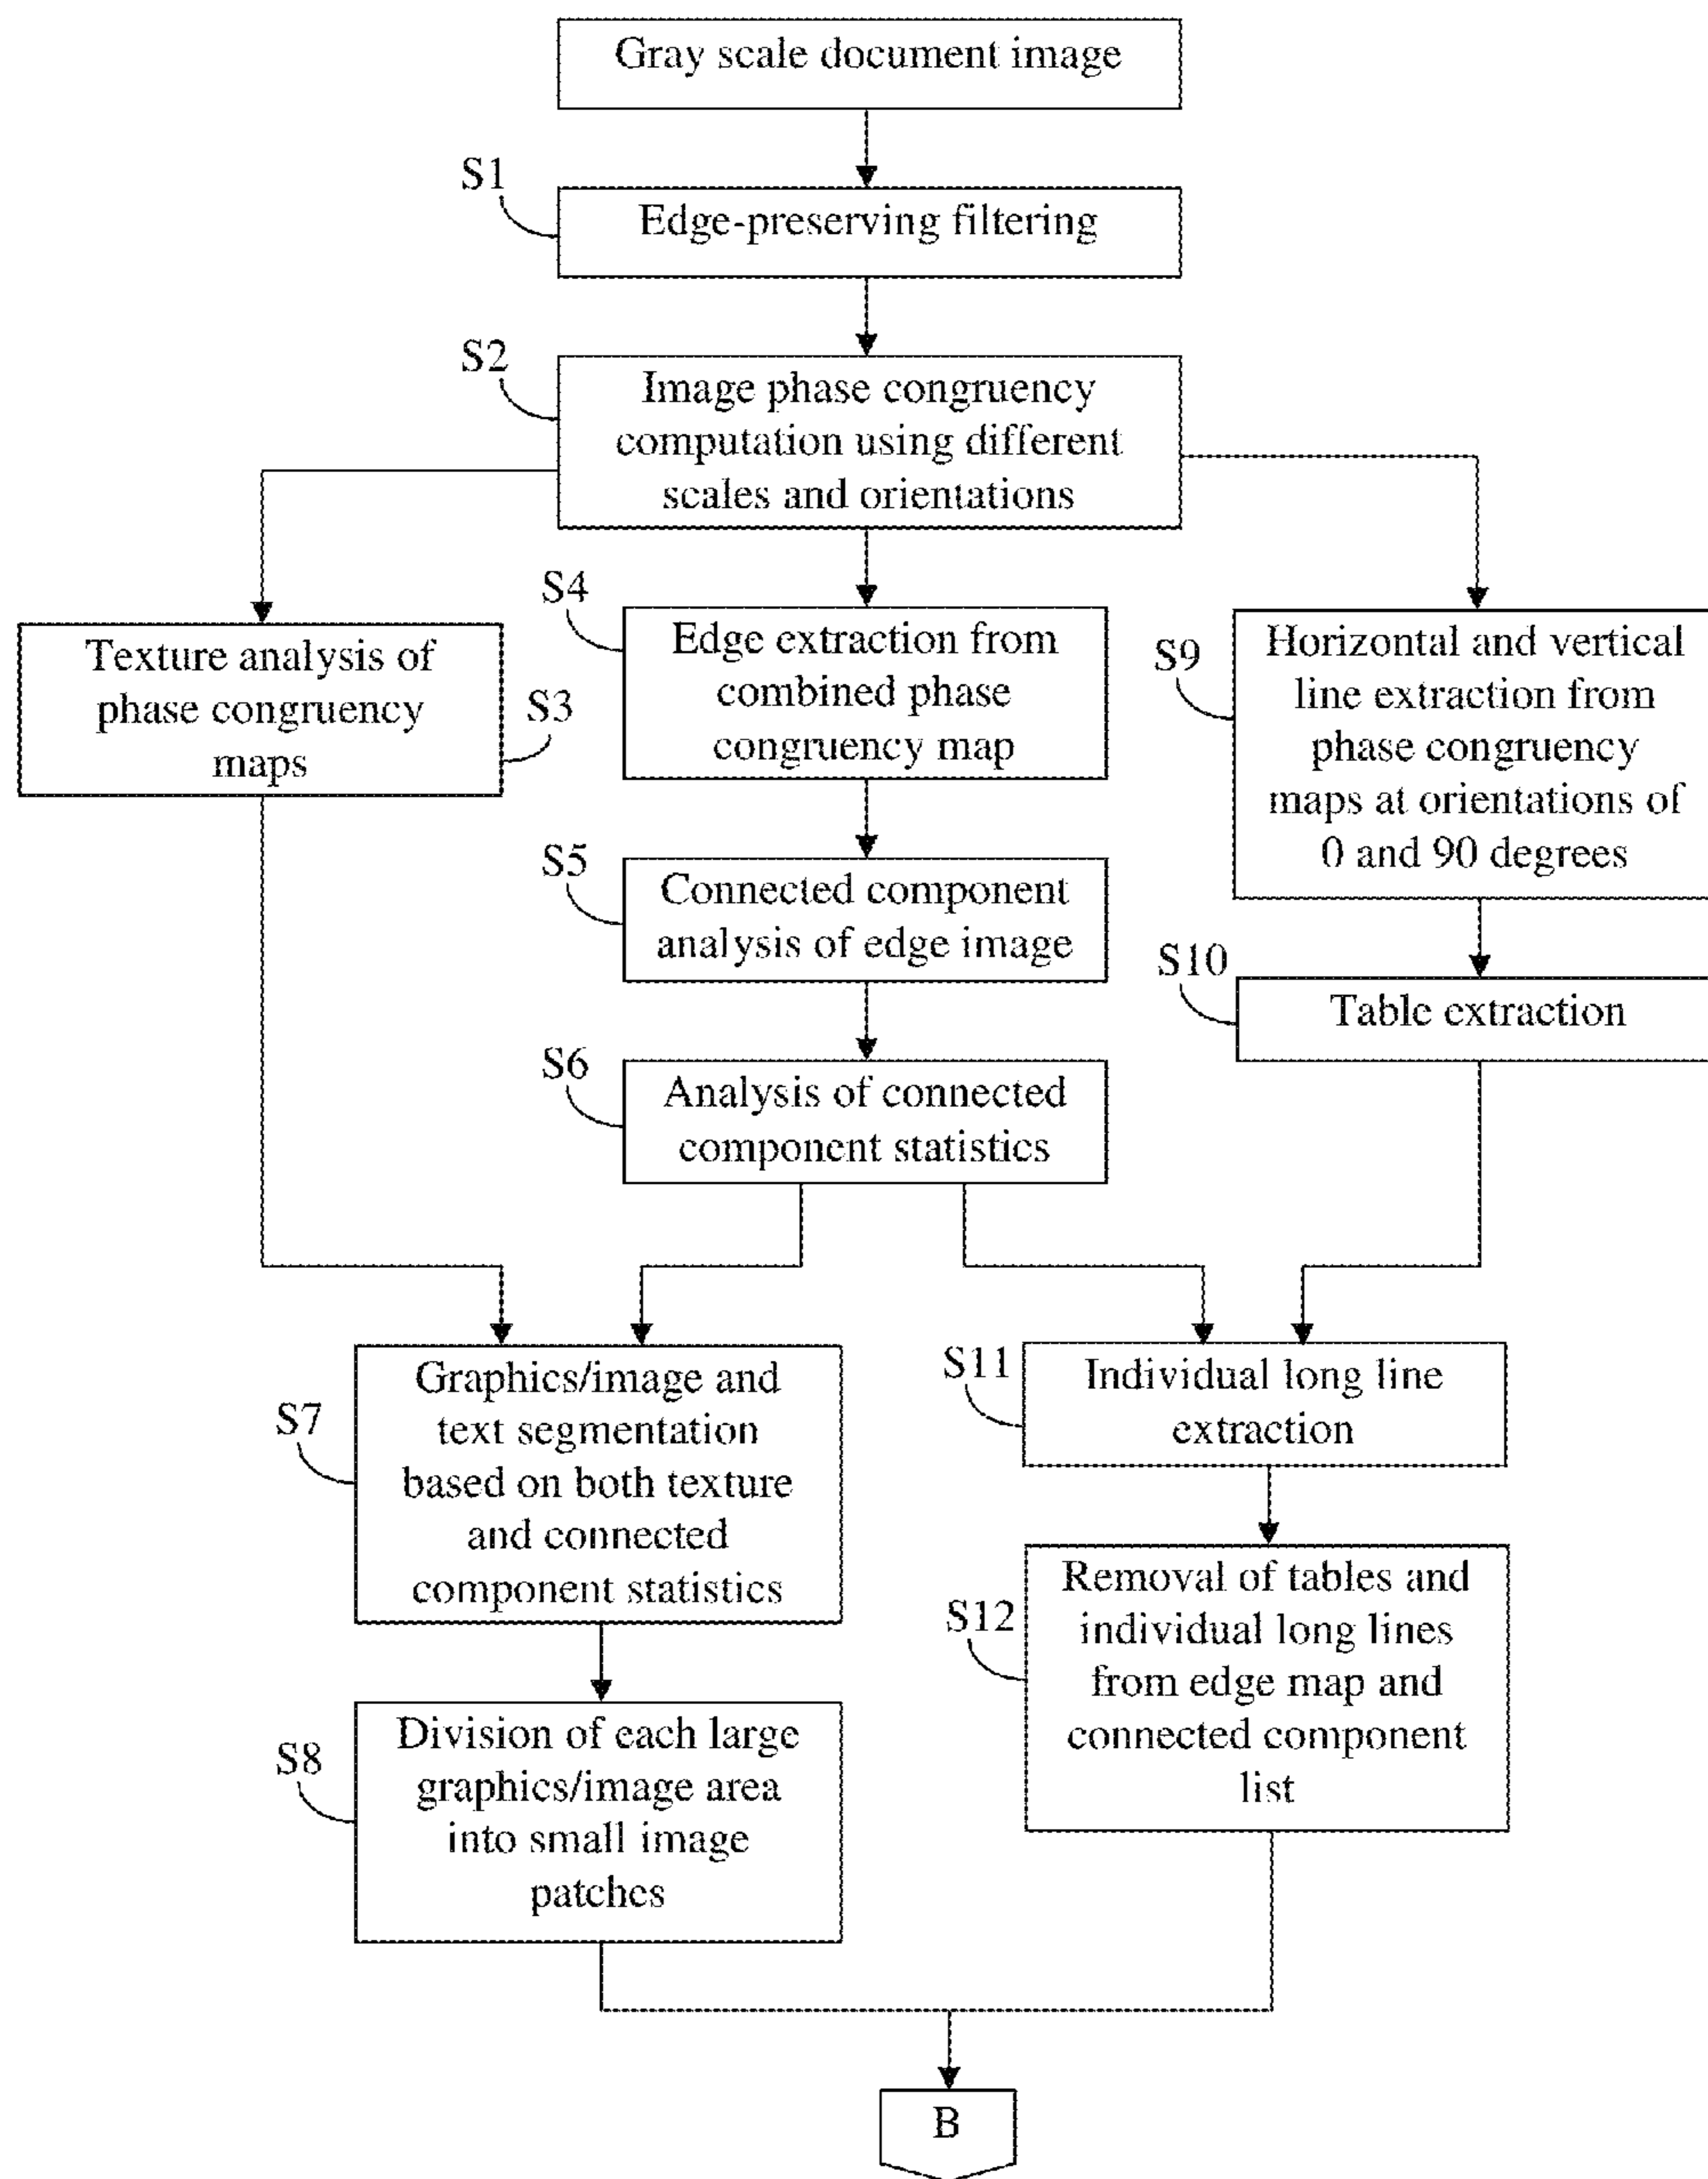 Gray scale document image
S1
Edge-preserving filtering
S2
Image phase congruency
computation using different
scales and orientations
Texture analysis of
phase congruency
maps
S3
S4
Edge extraction from
combined phase
congruency map
S9
Horizontal and vertical
line extraction from
phase congruency
maps at orientations of
0 and 90 degrees
S5
Connected component
analysis of edge image
S10
Table extraction
S6
Analysis of connected
component statistics
S7
Graphics/image and
text segmentation
based on both texture
and connected
component statistics
S11
Individual long line
extraction
S8
Division of each large
graphics/image area
into small image
patches
S12
Removal of tables and
individual long lines
from edge map and
connected component
list
B